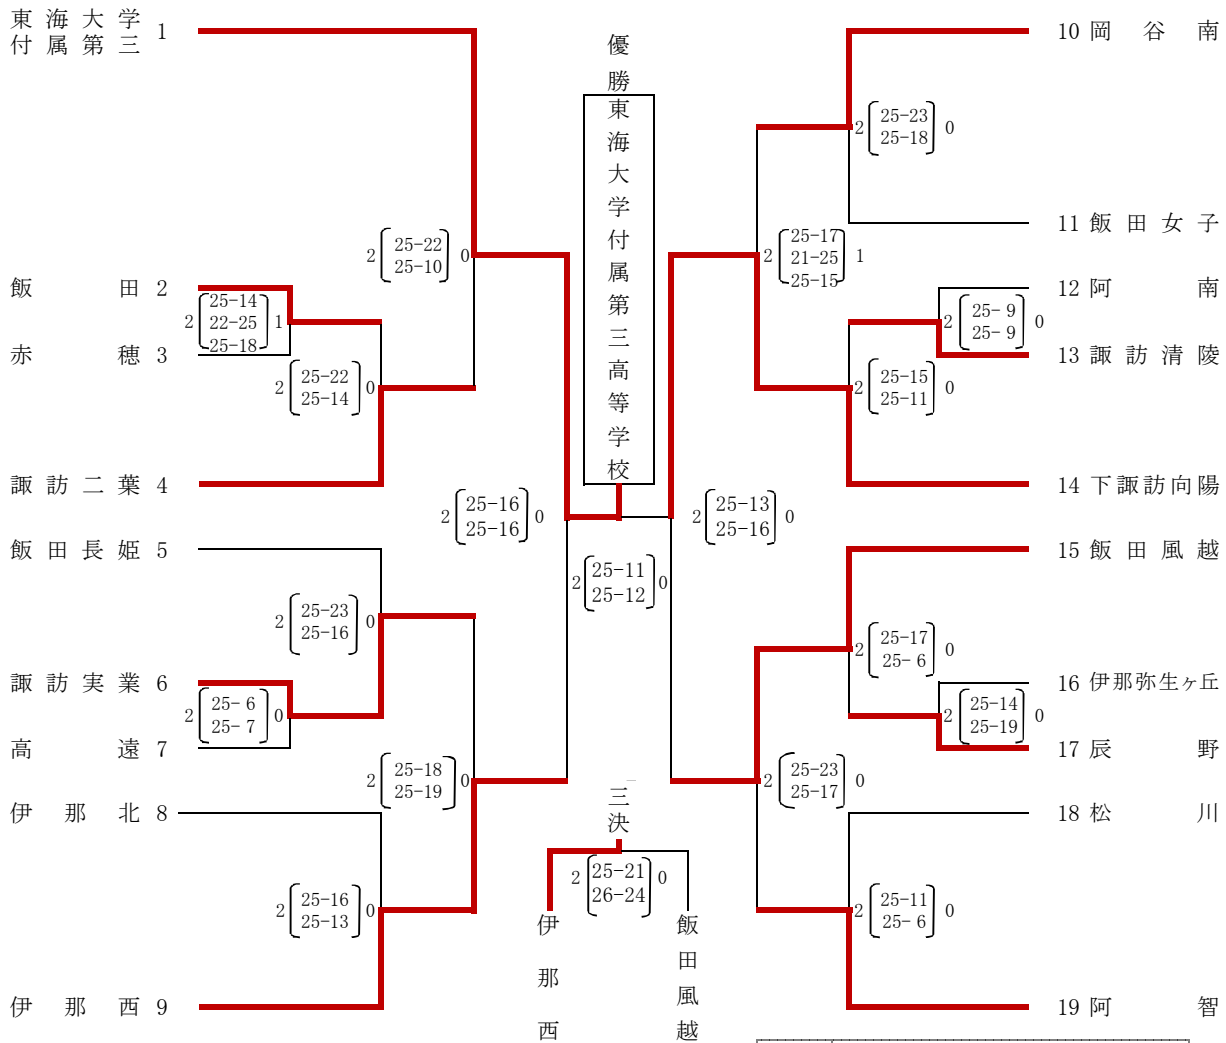 東海大学
付属第三 1
飯田 2
2 25-14 1
22-25
25-18
赤穂 3
2 25-22 0
25-14
2 25-22 0
25-10
諏訪二葉 4
飯田長姫 5
2 25-23 0
25-16
諏訪実業 6
2 25- 6 0
25- 7
高遠 7
2 25-18 0
25-19
伊那北 8
2 25-16 0
25-13
伊那西 9
優勝
東海大学付属第三高等学校
2 25-16 0
25-16
2 25-11 0
25-12
2 25-13 0
25-16
三決
2 25-21 0
26-24
伊那西
飯田風越
10 岡谷南
2 25-23 0
25-18
11 飯田女子
2 25-17 1
21-25
25-15
12 阿南
2 25- 9 0
25- 9
13 諏訪清陵
2 25-15 0
25-11
14 下諏訪向陽
15 飯田風越
2 25-17 0
25- 6
16 伊那弥生ヶ丘
2 25-14 0
25-19
17 辰野
2 25-23 0
25-17
18 松川
2 25-11 0
25- 6
19 阿智